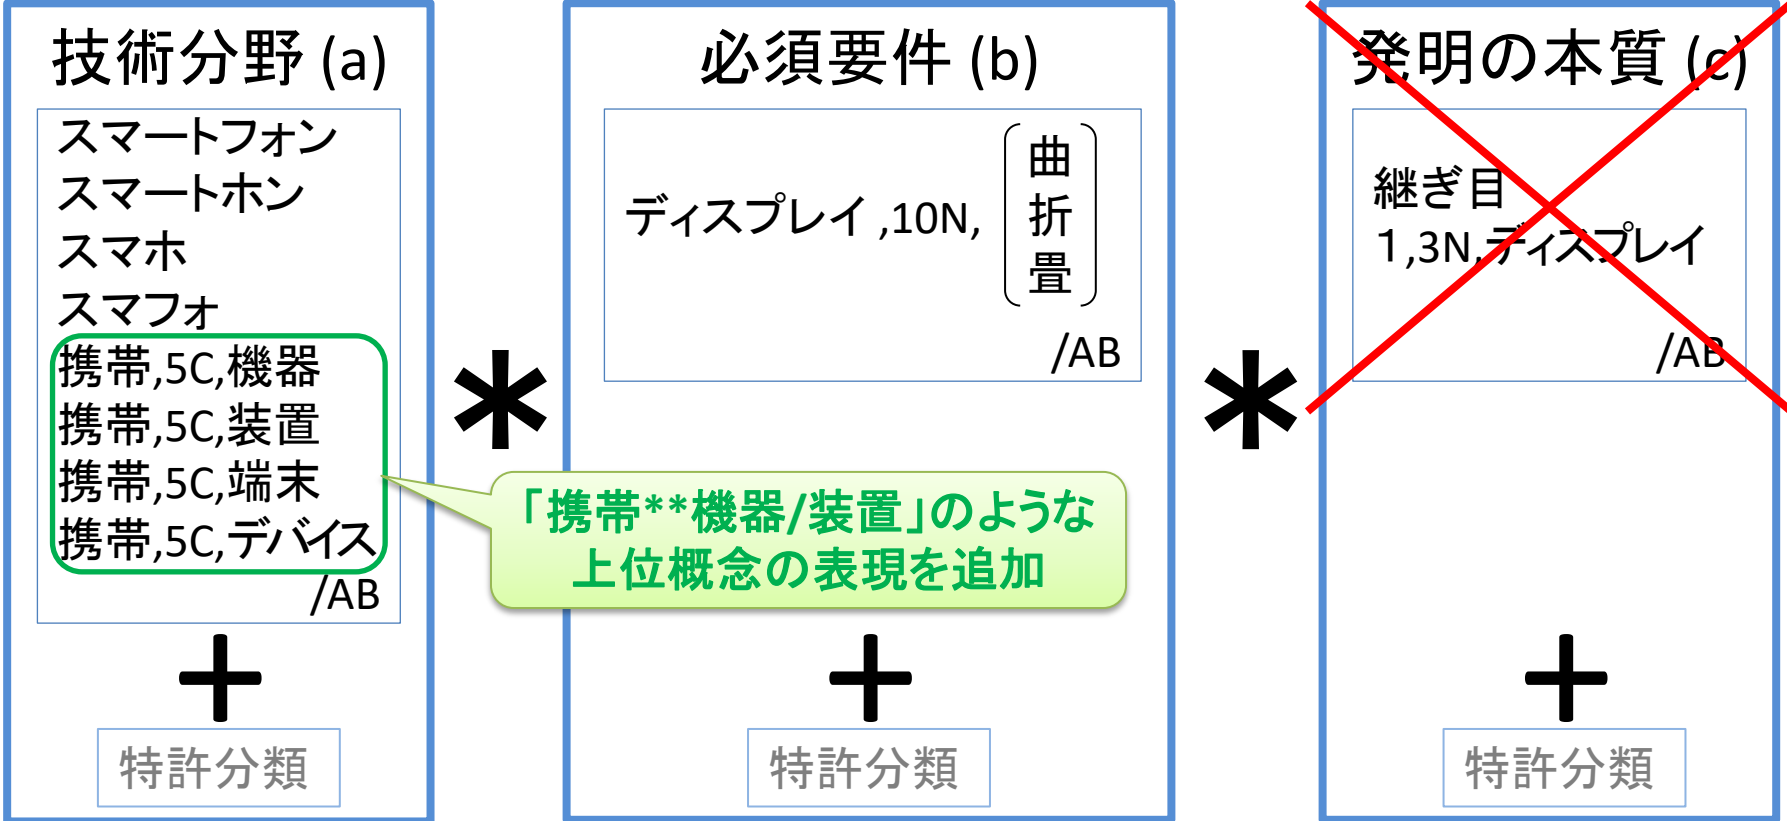 技術分野 (a)
スマートフォン
スマートホン
スマホ
スマフォ
携帯,5C,機器
携帯,5C,装置
携帯,5C,端末
携帯,5C,デバイス
/AB
+
特許分類
*
必須要件 (b)
ディスプレイ ,10N,
曲
折
畳
/AB
「携帯**機器/装置」のような
上位概念の表現を追加
+
特許分類
*
発明の本質 (c)
継ぎ目
１,3N,ディスプレイ
/AB
+
特許分類